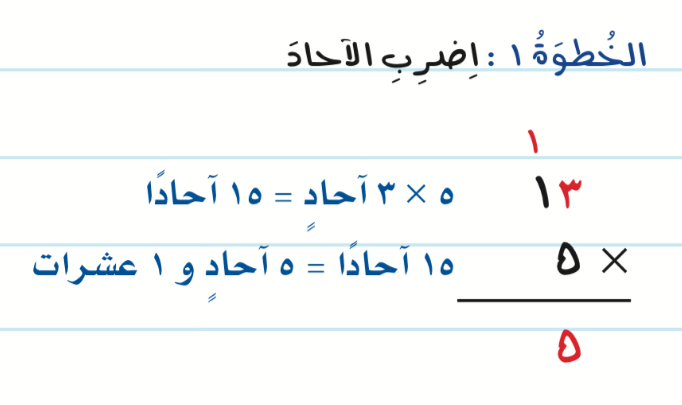 الخُطوَةُ ١ : اِضرِبِ الآحادَ
١
١٣
٥ × ٣ آحادٍ = ١٥ آحادًا
× ٥
١٥ آحادًا = ٥ آحادٍ و ١ عشرات
٥